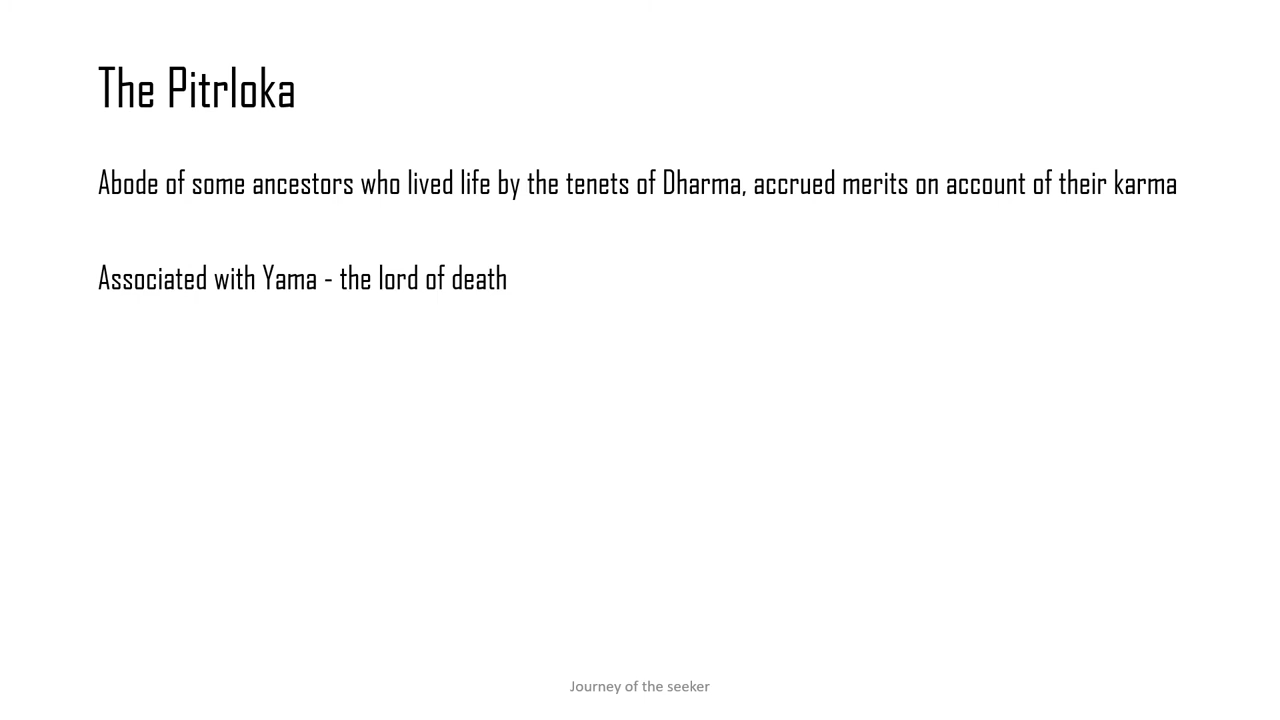 The Pitrloka
Abode of some ancestors who lived life by the tenets of Dharma, accrued merits on account of their karma
Associated with Yama - the lord of death
Journey of the seeker